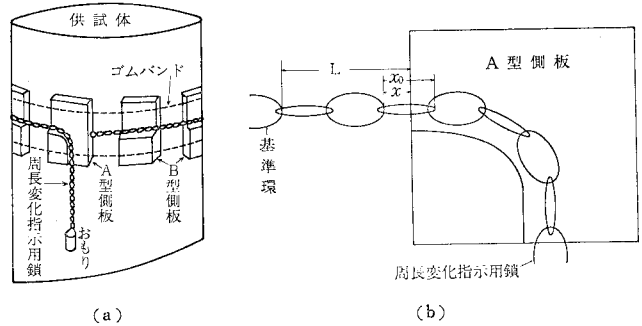 供試体
ゴムバンド
A型側板
B型側板
周長変化指示用鎖
おもり
(a)
L
x₀
x
A型側板
基準環
周長変化指示用鎖
(b)